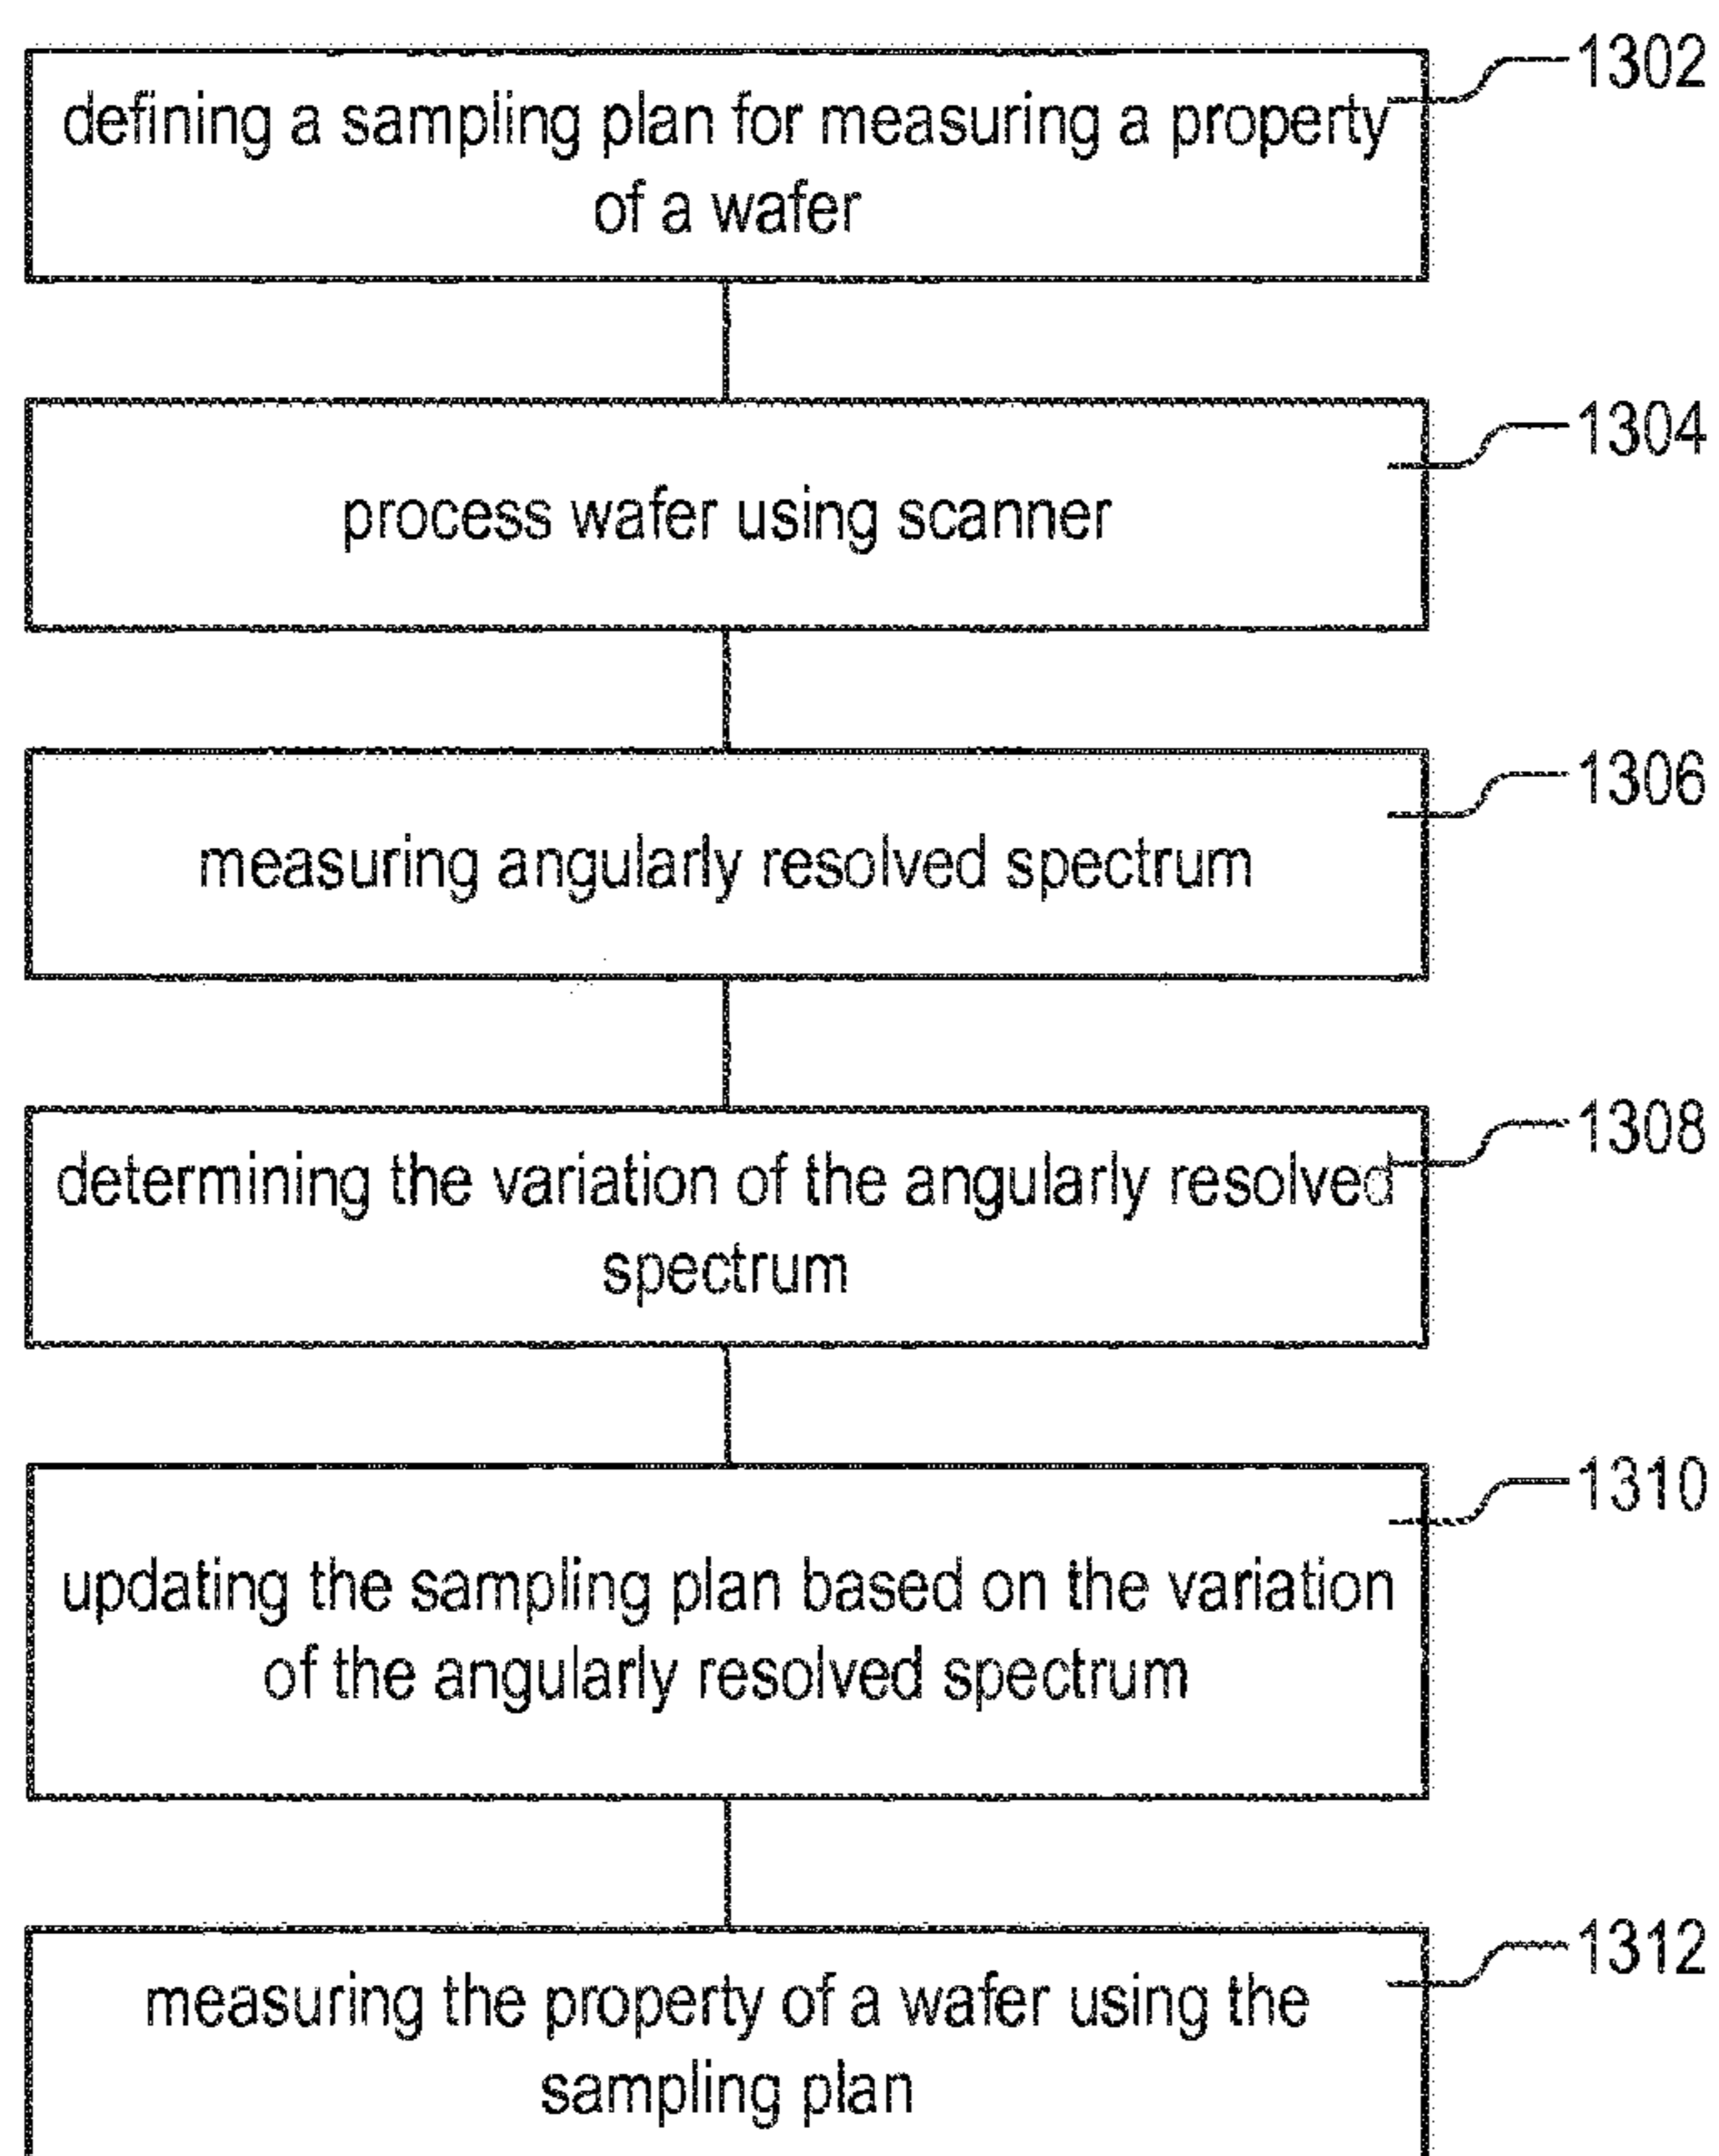 1302
defining a sampling plan for measuring a property
of a wafer
1304
process wafer using scanner
1306
measuring angularly resolved spectrum
1308
determining the variation of the angularly resolved
spectrum
1310
updating the sampling plan based on the variation
of the angularly resolved spectrum
1312
measuring the property of a wafer using the
sampling plan